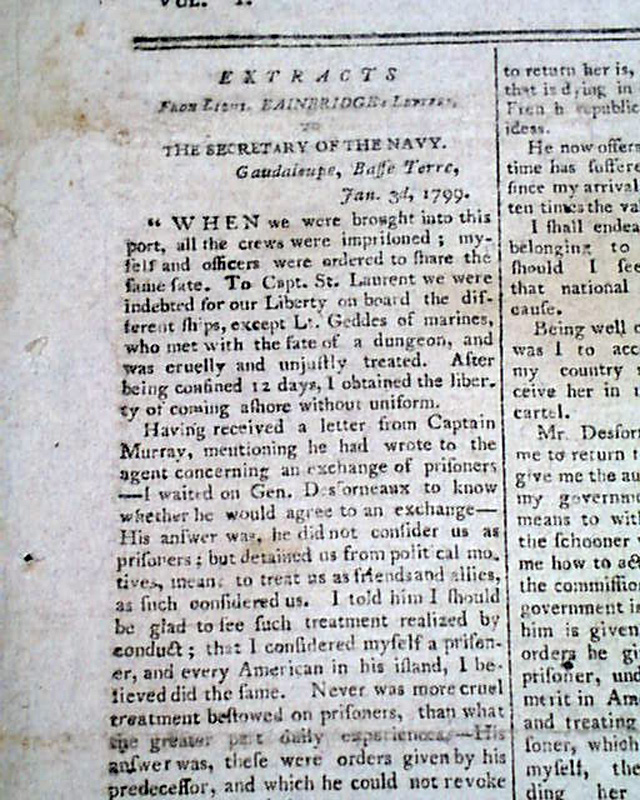 VOL. I.
EXTRACTS
FROM LIEUT. BAINBRIDGE's LETTERS,
TO
THE SECRETARY OF THE NAVY.
Gaudaloupe, Baſſe Terre,
Jan. 3d, 1799.
“ WHEN we were brought into this
port, all the crews were impriſoned ; my-
ſelf and officers were ordered to ſhare the
ſame fate. To Capt. St. Laurent we were
indebted for our Liberty on board the dif-
ferent ſhips, except Lt. Geddes of marines,
who met with the fate of a dungeon, and
was cruelly and unjuſtly treated. After
being confined 12 days, I obtained the liber-
ty of coming aſhore without uniform.
Having received a letter from Captain
Murray, mentioning he had wrote to the
agent concerning an exchange of priſoners
—I waited on Gen. Desforneaux to know
whether he would agree to an exchange—
His anſwer was, he did not conſider us as
priſoners ; but detained us from political mo-
tives, meant to treat us as friends and allies,
as ſuch conſidered us. I told him I ſhould
be glad to ſee ſuch treatment realized by
conduct ; that I conſidered myſelf a priſon-
er, and every American in his iſland, I be-
lieved did the ſame. Never was more cruel
treatment beſtowed on priſoners, than what
the greater part daily experiences.—His
anſwer was, theſe were orders given by his
predeceſſor, and which he could not revoke
to return her is,
that is dying in
French republic
ideas.
He now offers
time has ſuffere
ſince my arrival
ten times the val
I ſhall endea
belonging to
ſhould I ſee
that national
cauſe.
Being well c
was I to acc
my country
ceive her in
cartel.
Mr. Desfor
me to return
give me the au
my governm
means to wit
the ſchooner
me how to act
the commiſſio
government i
him is given
orders he gi
priſoner, und
merit in Am
and treating
ſoner, which
myſelf, the
ding her